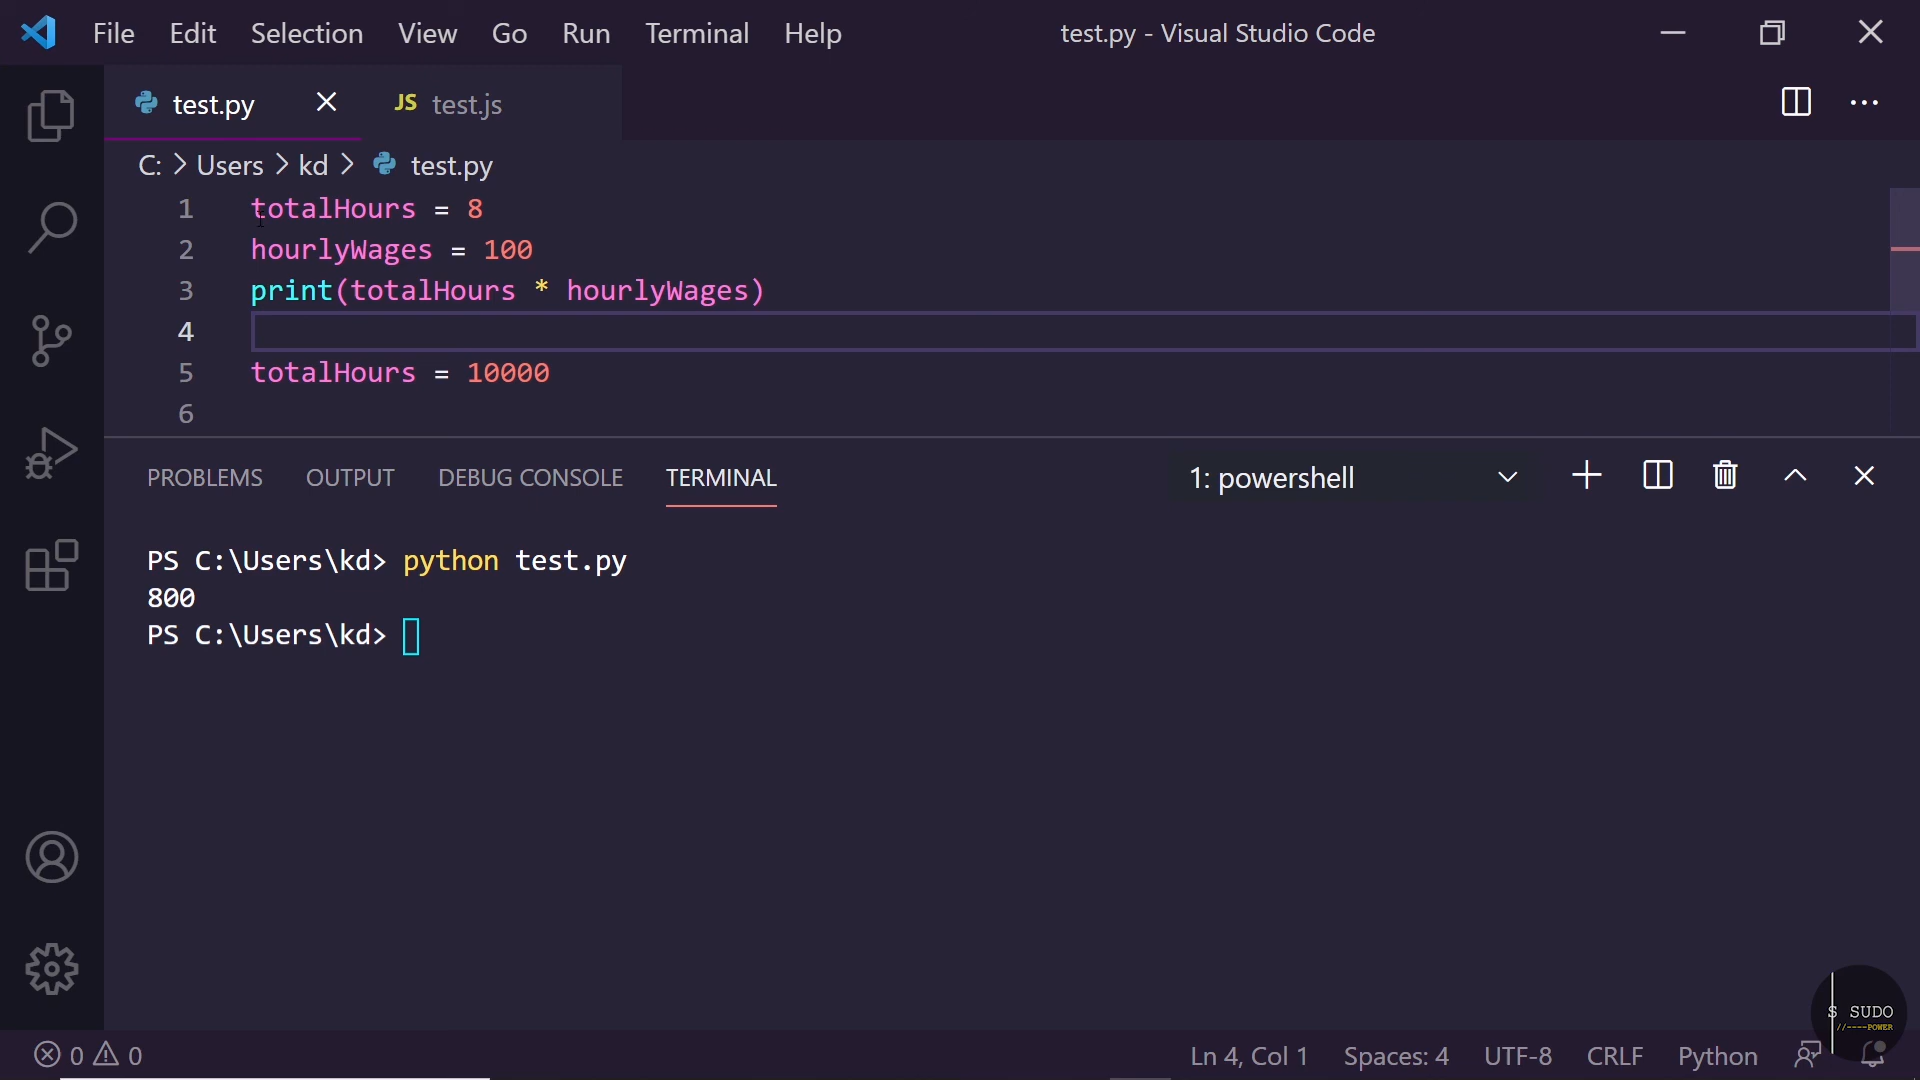 File Edit Selection View Go Run Terminal Help test.py - Visual Studio Code
test.py JS test.js
C: > Users > kd > test.py
1 totalHours = 8
2 hourlyWages = 100
3 print(totalHours * hourlyWages)
4
5 totalHours = 10000
6
PROBLEMS OUTPUT DEBUG CONSOLE TERMINAL 1: powershell
PS C:\Users\kd> python test.py
800
PS C:\Users\kd>
S SUDO
//----POWER
0 0 Ln 4, Col 1 Spaces: 4 UTF-8 CRLF Python